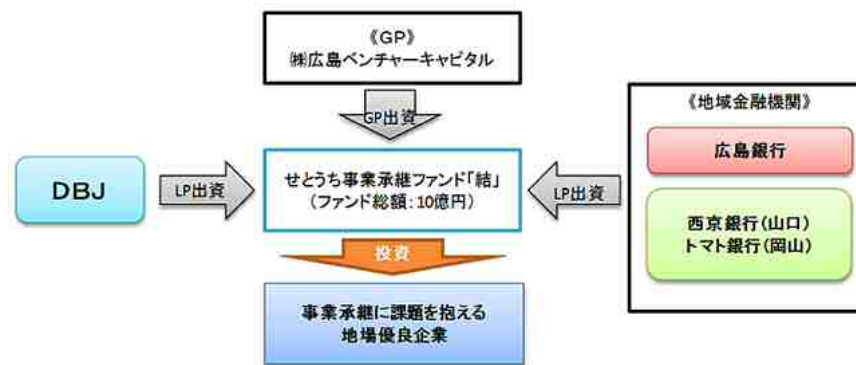 《GP》
㈱広島ベンチャーキャピタル
GP出資
《地域金融機関》
広島銀行
DBJ
LP出資
せとうち事業承継ファンド「結」
（ファンド総額：10億円）
LP出資
西京銀行（山口）
トマト銀行（岡山）
投資
事業承継に課題を抱える
地場優良企業